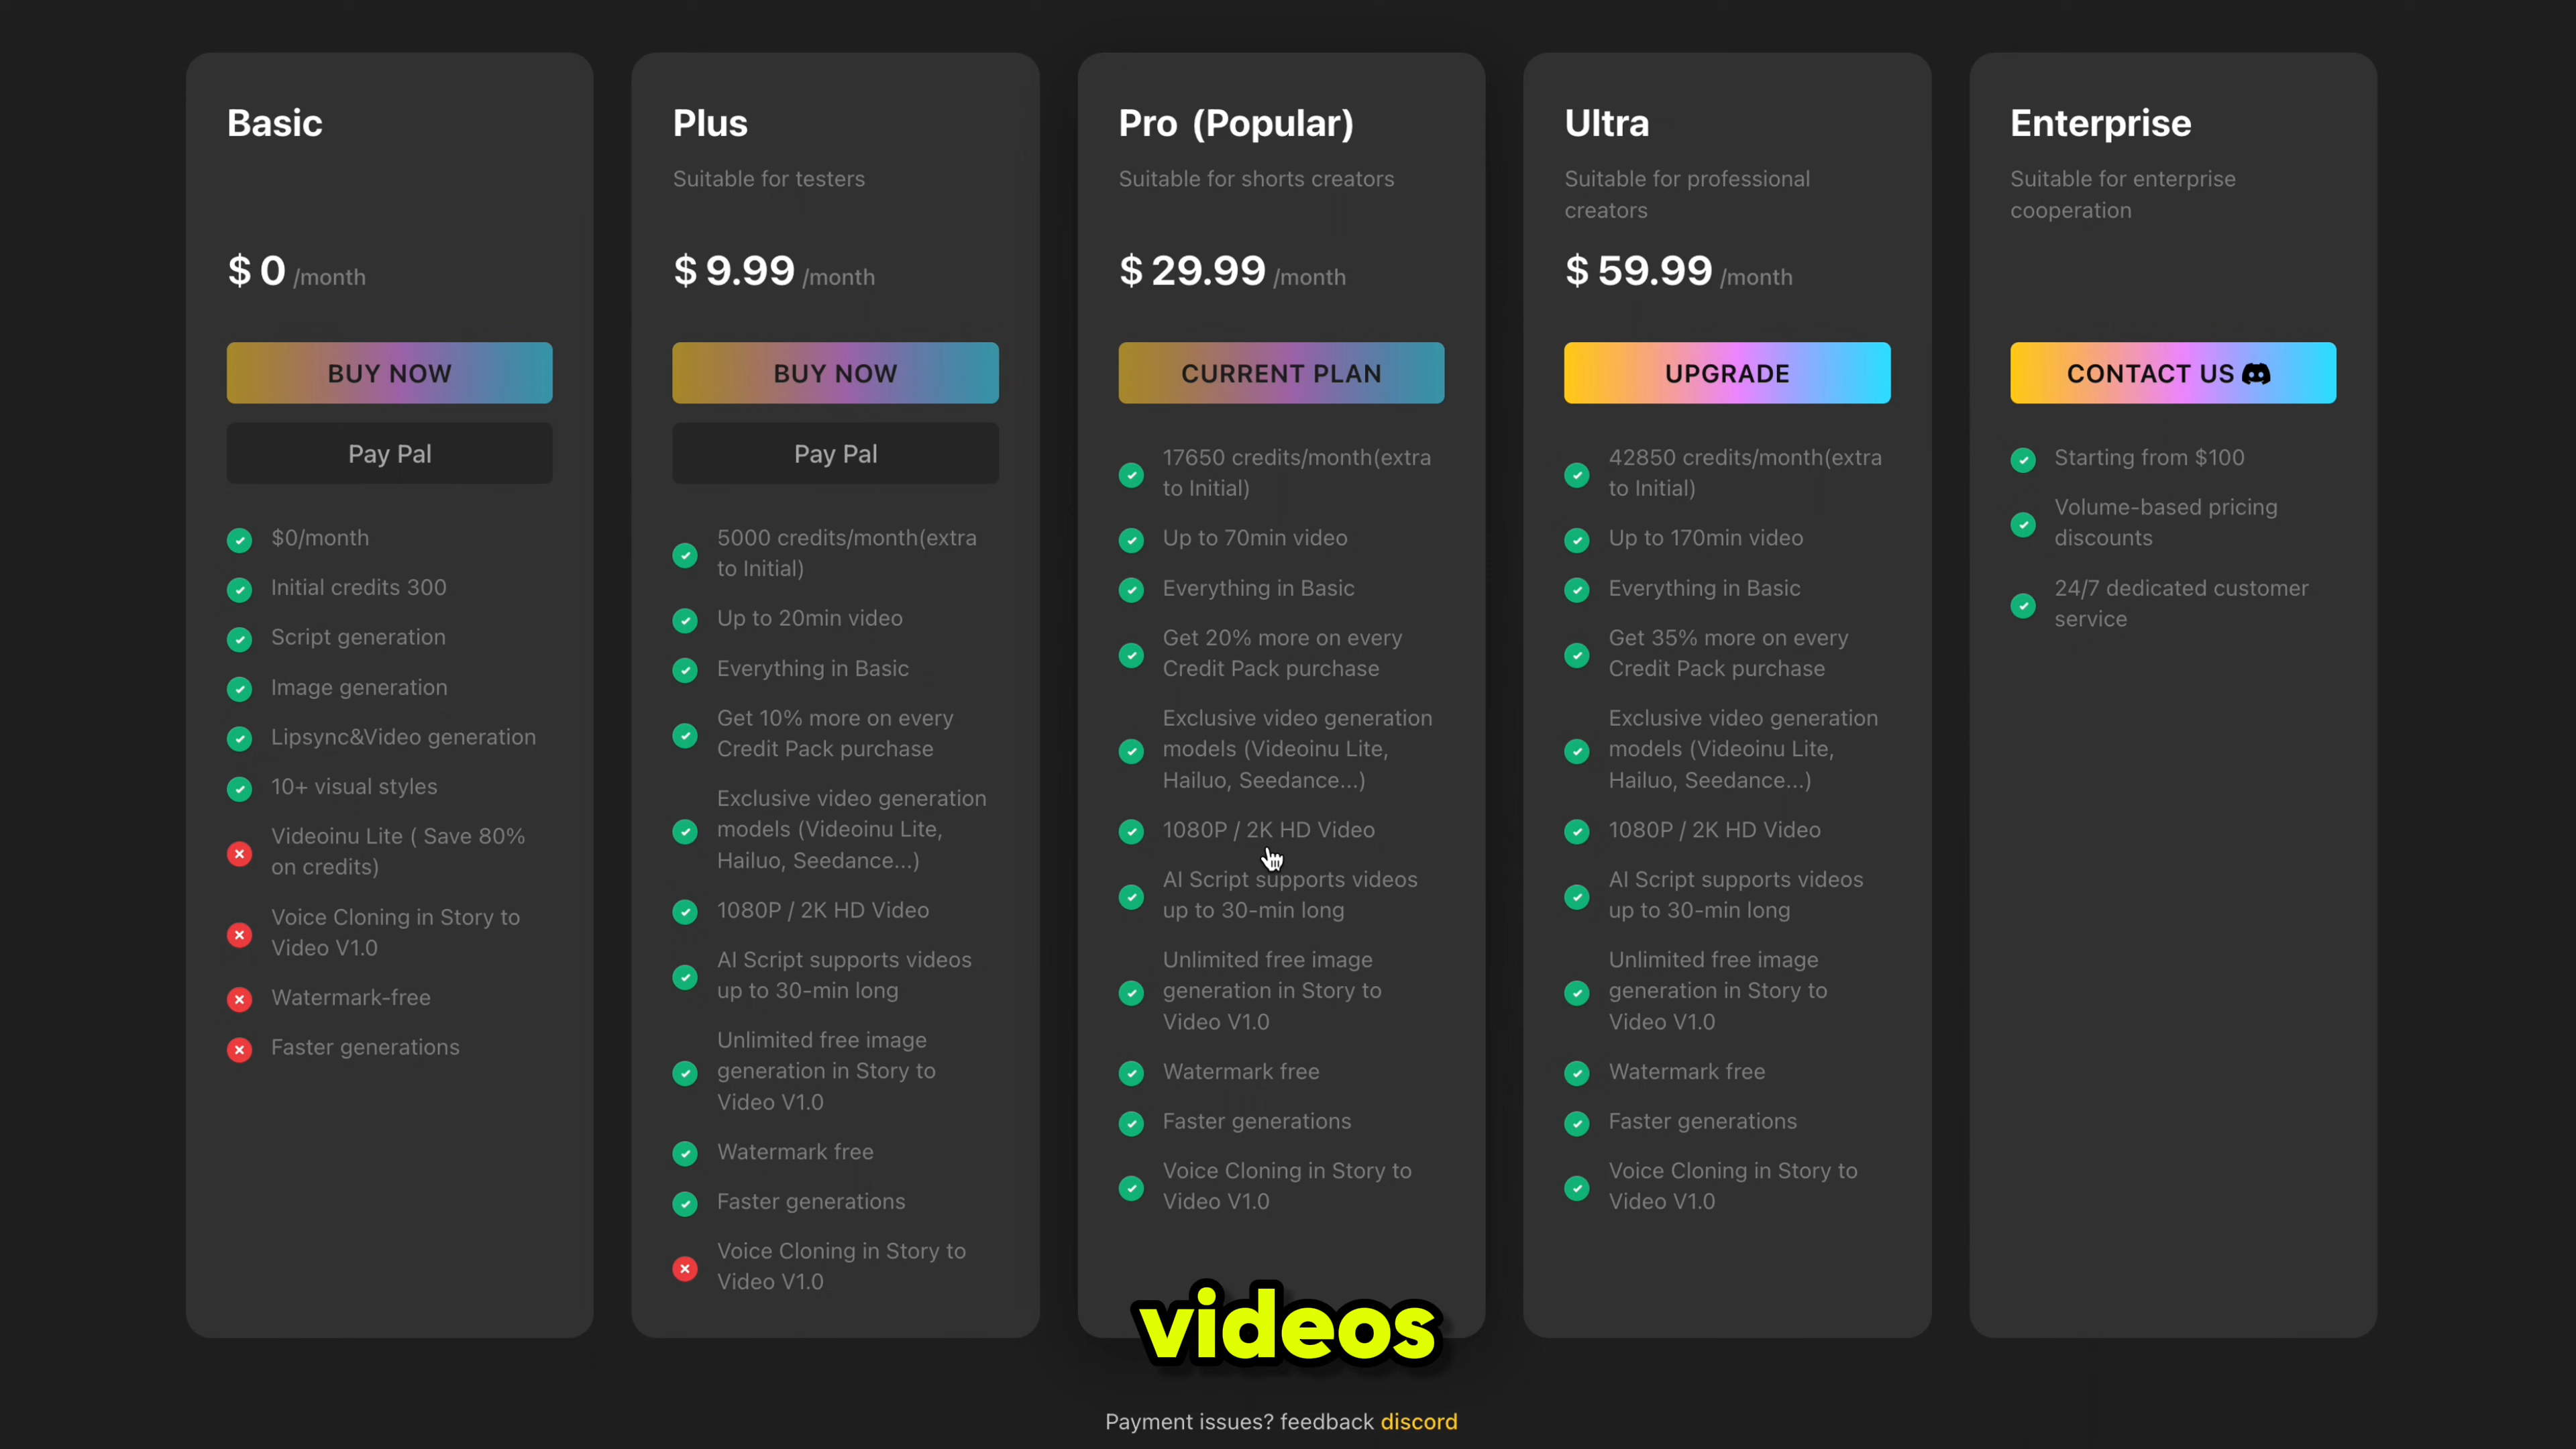 Basic
$ 0 /month
BUY NOW
Pay Pal
$0/month
Initial credits 300
Script generation
Image generation
Lipsync&Video generation
10+ visual styles
Videoinu Lite ( Save 80%
on credits)
Voice Cloning in Story to
Video V1.0
Watermark-free
Faster generations
Plus
Suitable for testers
$ 9.99 /month
BUY NOW
Pay Pal
5000 credits/month(extra
to Initial)
Up to 20min video
Everything in Basic
Get 10% more on every
Credit Pack purchase
Exclusive video generation
models (Videoinu Lite,
Hailuo, Seedance...)
1080P / 2K HD Video
AI Script supports videos
up to 30-min long
Unlimited free image
generation in Story to
Video V1.0
Watermark free
Faster generations
Voice Cloning in Story to
Video V1.0
Pro (Popular)
Suitable for shorts creators
$ 29.99 /month
CURRENT PLAN
17650 credits/month(extra
to Initial)
Up to 70min video
Everything in Basic
Get 20% more on every
Credit Pack purchase
Exclusive video generation
models (Videoinu Lite,
Hailuo, Seedance...)
1080P / 2K HD Video
AI Script supports videos
up to 30-min long
Unlimited free image
generation in Story to
Video V1.0
Watermark free
Faster generations
Voice Cloning in Story to
Video V1.0
Ultra
Suitable for professional
creators
$ 59.99 /month
UPGRADE
42850 credits/month(extra
to Initial)
Up to 170min video
Everything in Basic
Get 35% more on every
Credit Pack purchase
Exclusive video generation
models (Videoinu Lite,
Hailuo, Seedance...)
1080P / 2K HD Video
AI Script supports videos
up to 30-min long
Unlimited free image
generation in Story to
Video V1.0
Watermark free
Faster generations
Voice Cloning in Story to
Video V1.0
Enterprise
Suitable for enterprise
cooperation
CONTACT US
Starting from $100
Volume-based pricing
discounts
24/7 dedicated customer
service
videos
Payment issues? feedback discord